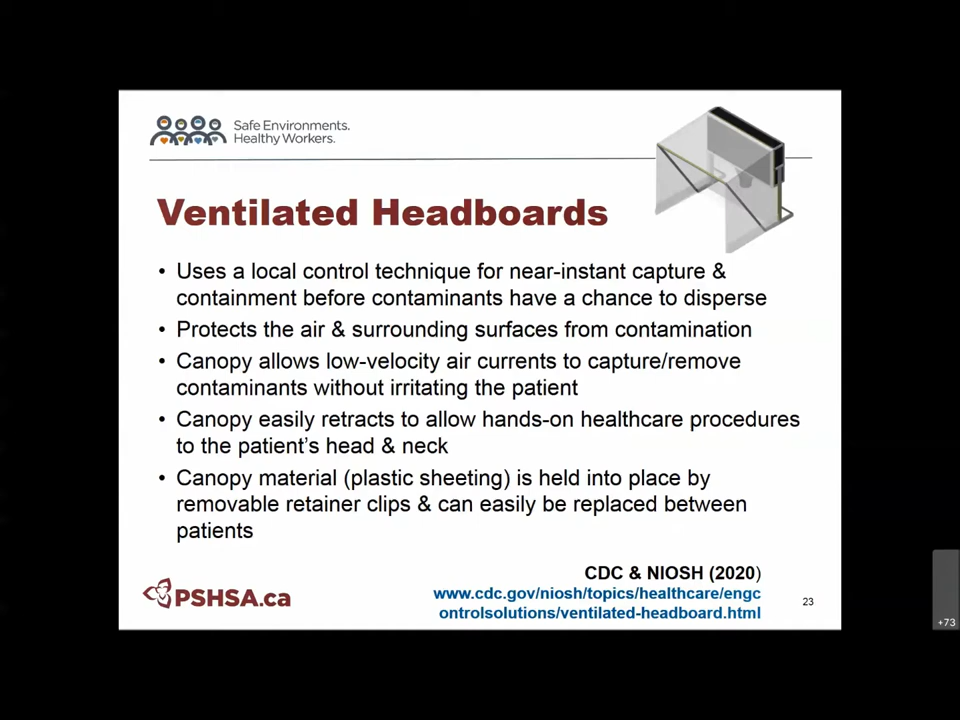 Safe Environments.
Healthy Workers.
Ventilated Headboards
• Uses a local control technique for near-instant capture &
containment before contaminants have a chance to disperse
• Protects the air & surrounding surfaces from contamination
• Canopy allows low-velocity air currents to capture/remove
contaminants without irritating the patient
• Canopy easily retracts to allow hands-on healthcare procedures
to the patient's head & neck
• Canopy material (plastic sheeting) is held into place by
removable retainer clips & can easily be replaced between
patients
CDC & NIOSH (2020)
www.cdc.gov/niosh/topics/healthcare/engc
ontrolsolutions/ventilated-headboard.html
PSHSA.ca
23
+73